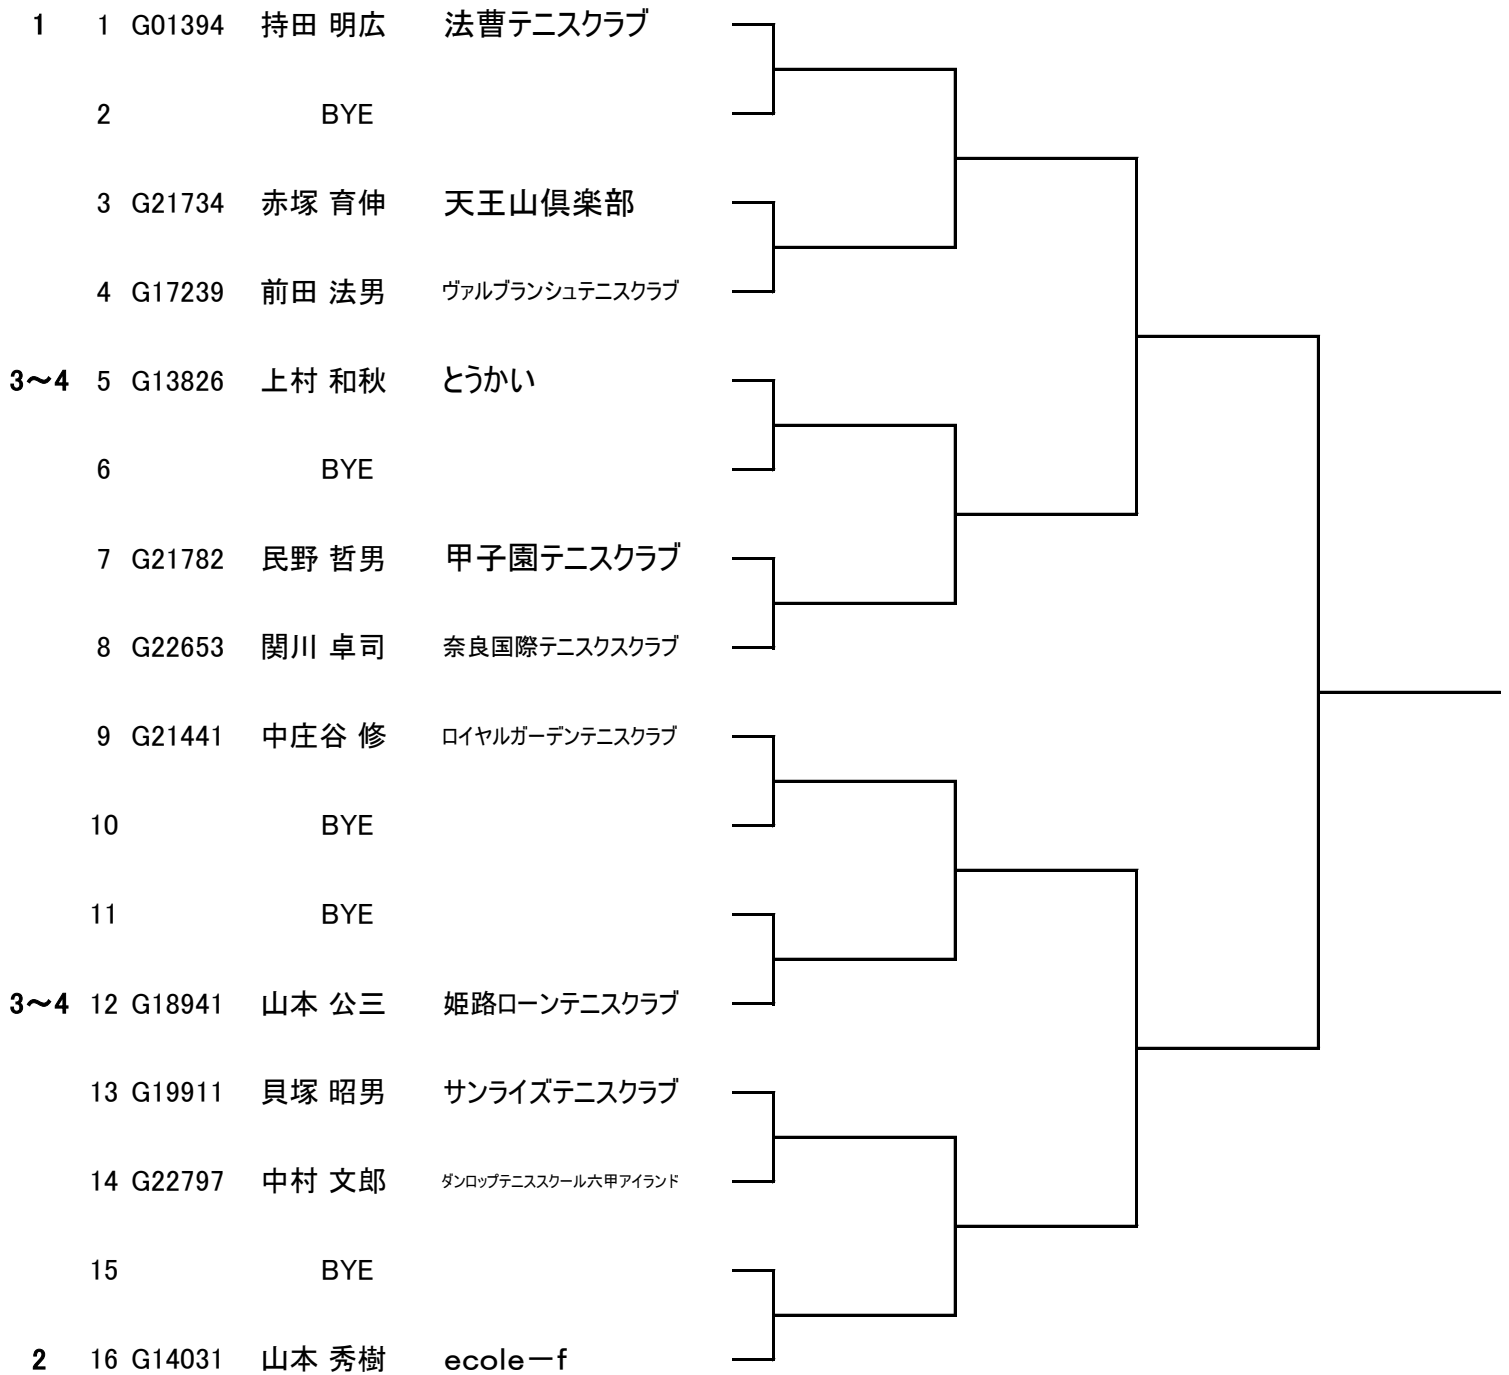 1 1 G01394 持田 明広 法曹テニスクラブ
2 BYE
3 G21734 赤塚 育伸 天王山倶楽部
4 G17239 前田 法男 ヴァルブランシュテニスクラブ
3～4 5 G13826 上村 和秋 とうかい
6 BYE
7 G21782 民野 哲男 甲子園テニスクラブ
8 G22653 関川 卓司 奈良国際テニスクスクラブ
9 G21441 中庄谷 修 ロイヤルガーデンテニスクラブ
10 BYE
11 BYE
3～4 12 G18941 山本 公三 姫路ローンテニスクラブ
13 G19911 貝塚 昭男 サンライズテニスクラブ
14 G22797 中村 文郎 ダンロップテニススクール六甲アイランド
15 BYE
2 16 G14031 山本 秀樹 ecole－f